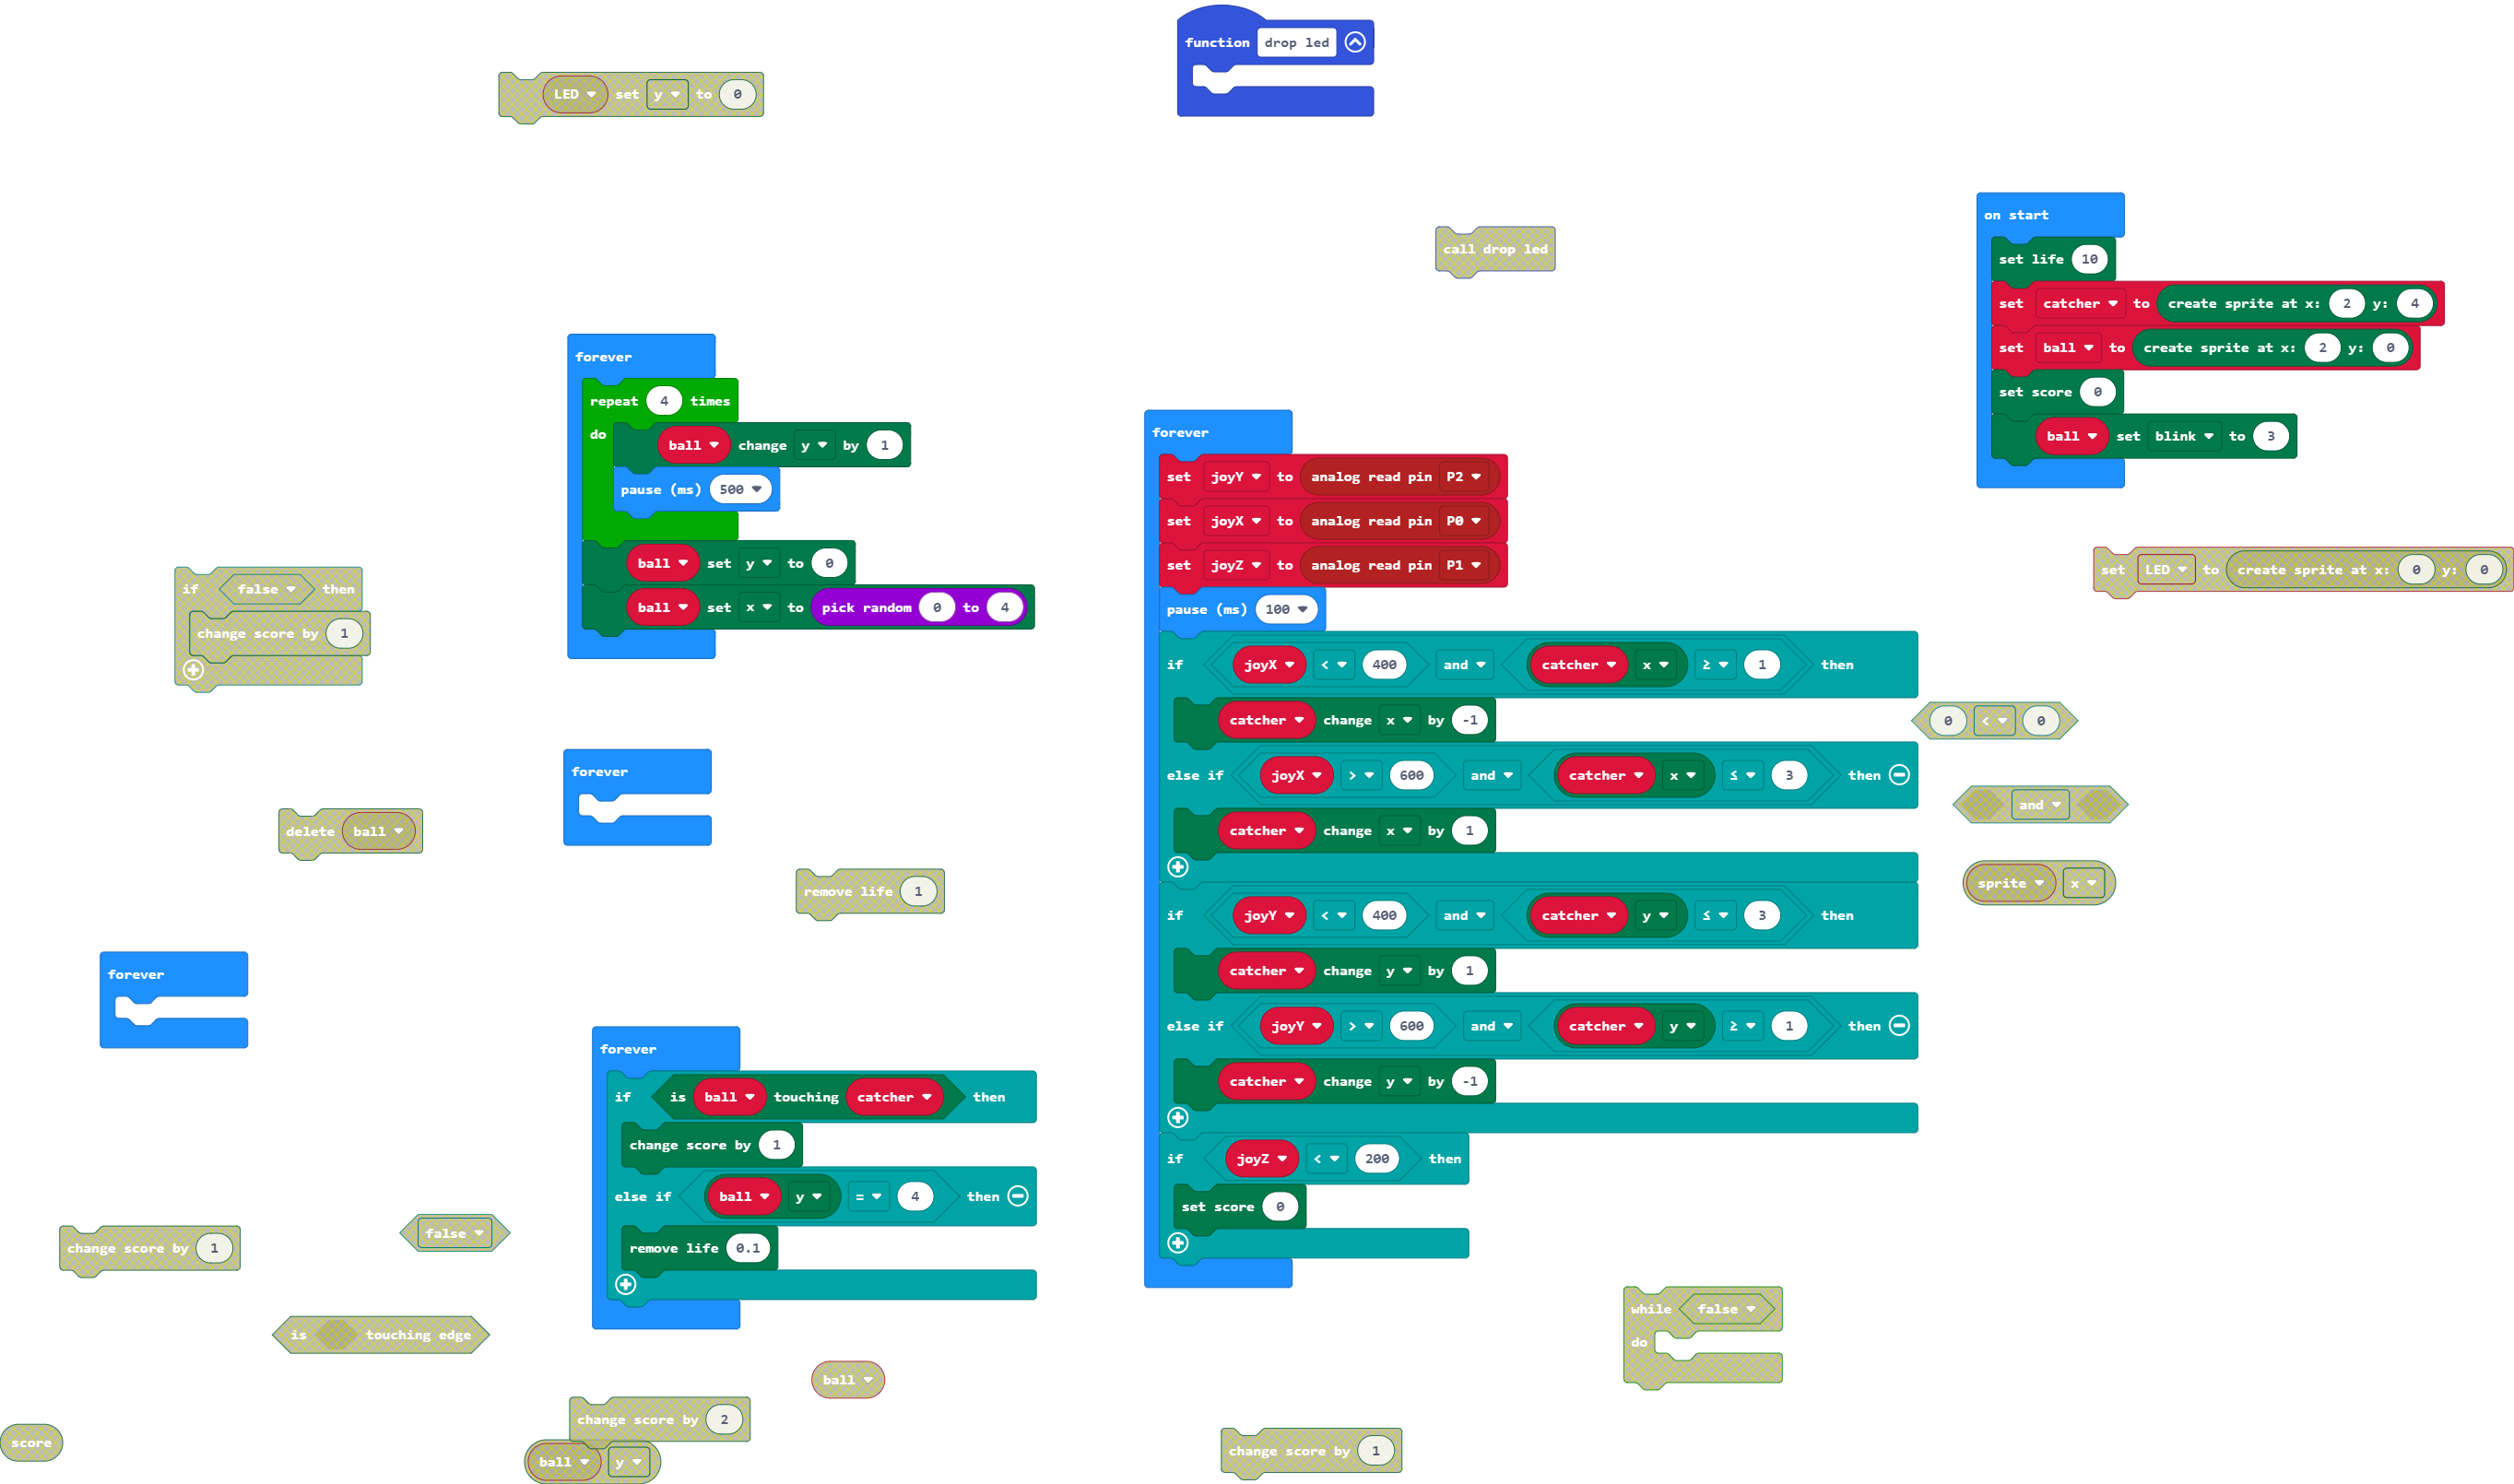 function drop led
LED set y to 0
call drop led
on start
set life 10
set catcher to create sprite at x: 2 y: 4
set ball to create sprite at x: 2 y: 0
set score 0
ball set blink to 3
forever
repeat 4 times
do
ball change y by 1
pause (ms) 500
ball set y to 0
ball set x to pick random 0 to 4
if false then
change score by 1
forever
delete ball
remove life 1
forever
forever
if is ball touching catcher then
change score by 1
else if ball y = 4 then
remove life 0.1
change score by 1
false
is touching edge
ball
change score by 2
score
ball y
forever
set joyY to analog read pin P2
set joyX to analog read pin P0
set joyZ to analog read pin P1
pause (ms) 100
if joyX < 400 and catcher x ≥ 1 then
catcher change x by -1
else if joyX > 600 and catcher x ≤ 3 then
catcher change x by 1
if joyY < 400 and catcher y ≤ 3 then
catcher change y by 1
else if joyY > 600 and catcher y ≥ 1 then
catcher change y by -1
if joyZ < 200 then
set score 0
set LED to create sprite at x: 0 y: 0
0 < 0
and
sprite x
while false
do
change score by 1